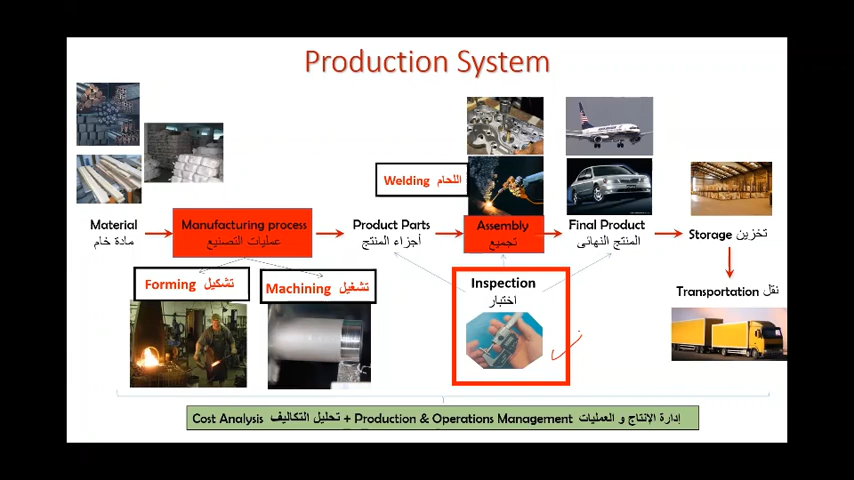 Production System
Welding اللحام
Material
مادة خام
Manufacturing process
عمليات التصنيع
Product Parts
أجزاء المنتج
Assembly
تجميع
Final Product
المنتج النهائى
Storage تخزين
Forming تشكيل
Machining تشغيل
Inspection
اختبار
Transportation نقل
Cost Analysis تحليل التكاليف + Production & Operations Management إدارة الإنتاج و العمليات